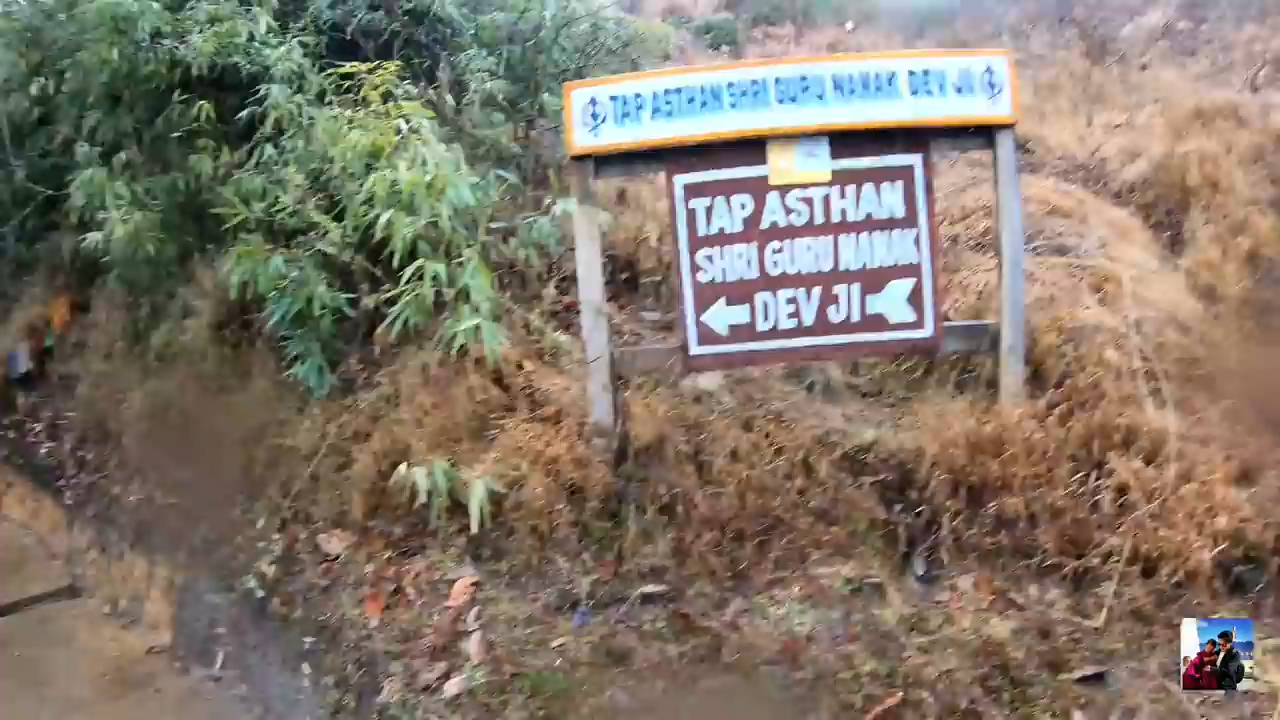 TAP ASTHAN SHRI GURU NANAK DEV JI
TAP ASTHAN
SHRI GURU NANAK
DEV JI